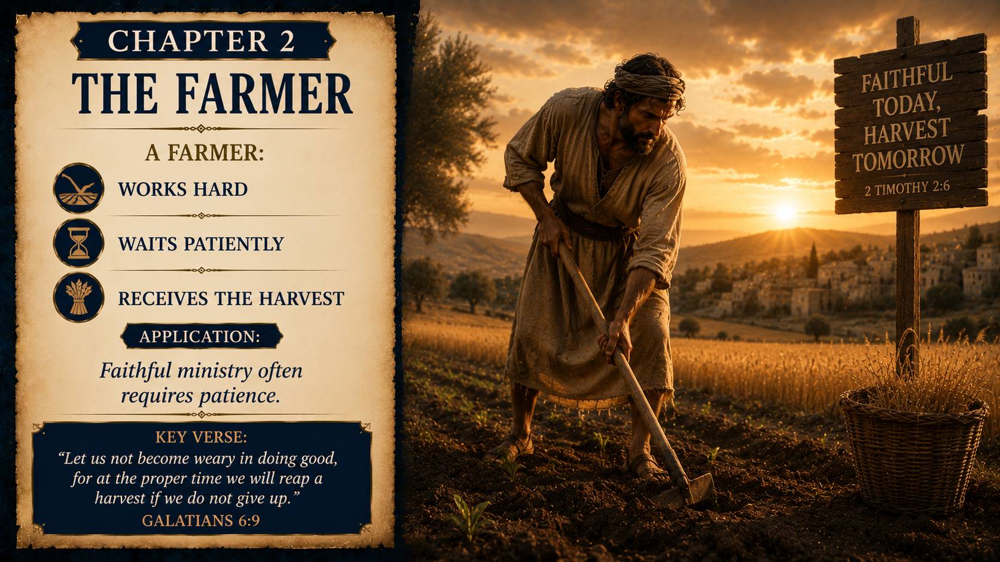 CHAPTER 2
THE FARMER
A FARMER:
WORKS HARD
WAITS PATIENTLY
RECEIVES THE HARVEST
APPLICATION:
Faithful ministry often
requires patience.
KEY VERSE:
“Let us not become weary in doing good,
for at the proper time we will reap a
harvest if we do not give up.”
GALATIANS 6:9
FAITHFUL
TODAY,
HARVEST
TOMORROW
2 TIMOTHY 2:6